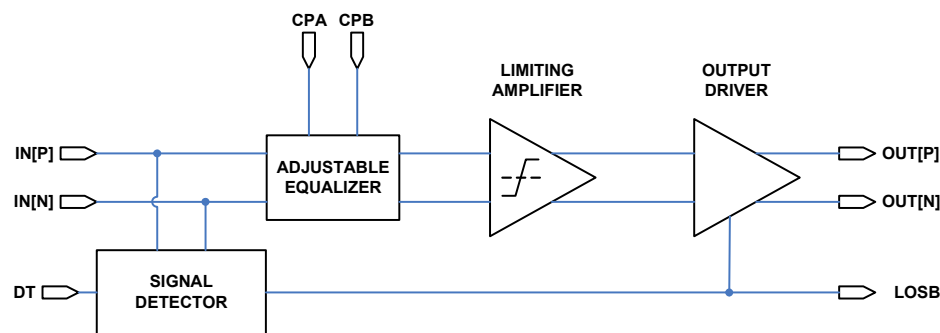 CPA
CPB
LIMITING
AMPLIFIER
OUTPUT
DRIVER
IN[P]
IN[N]
ADJUSTABLE
EQUALIZER
OUT[P]
OUT[N]
DT
SIGNAL
DETECTOR
LOSB